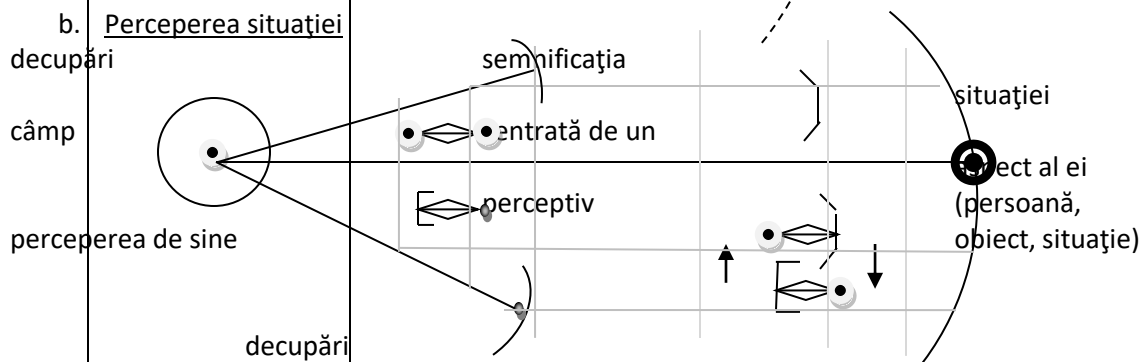 b. Perceperea situaţiei
decupări semnificaţia
situaţiei
câmp centrată de un
aspect al ei
perceptiv (persoană,
perceperea de sine obiect, situaţie)
decupări